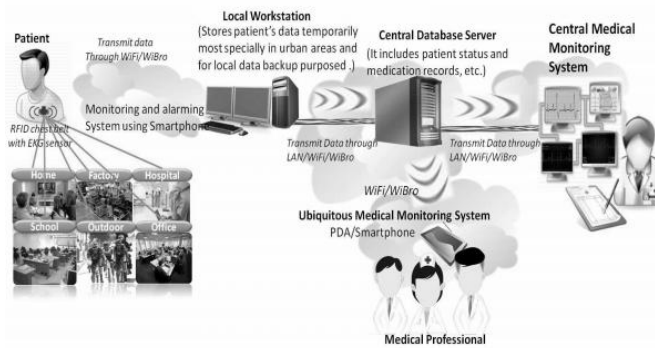 Patient
Transmit data
Through WiFi/WiBro
RFID chest belt
with EKG sensor
Monitoring and alarming
System using Smartphone
Home
Factory
Hospital
School
Outdoor
Office
Local Workstation
(Stores patient's data temporarily
most specially in urban areas and
for local data backup purposed .)
Transmit Data through
LAN/WiFi/WiBro
Central Database Server
(It includes patient status and
medication records, etc.)
Transmit Data through
LAN/WiFi/WiBro
Central Medical
Monitoring
System
WiFi/WiBro
Ubiquitous Medical Monitoring System
PDA/Smartphone
Medical Professional